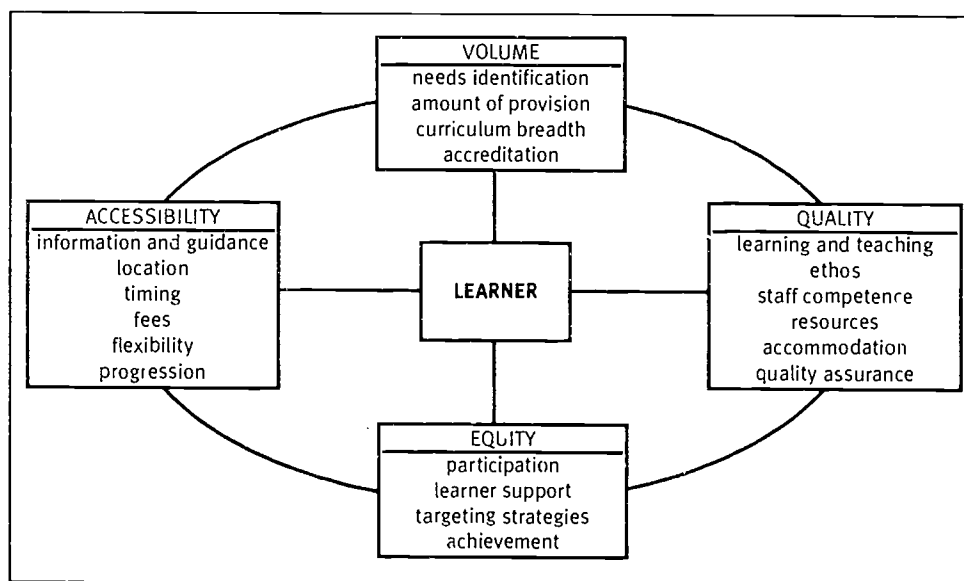 VOLUME
needs identification
amount of provision
curriculum breadth
accreditation
ACCESSIBILITY
information and guidance
location
timing
fees
flexibility
progression
LEARNER
QUALITY
learning and teaching
ethos
staff competence
resources
accommodation
quality assurance
EQUITY
participation
learner support
targeting strategies
achievement